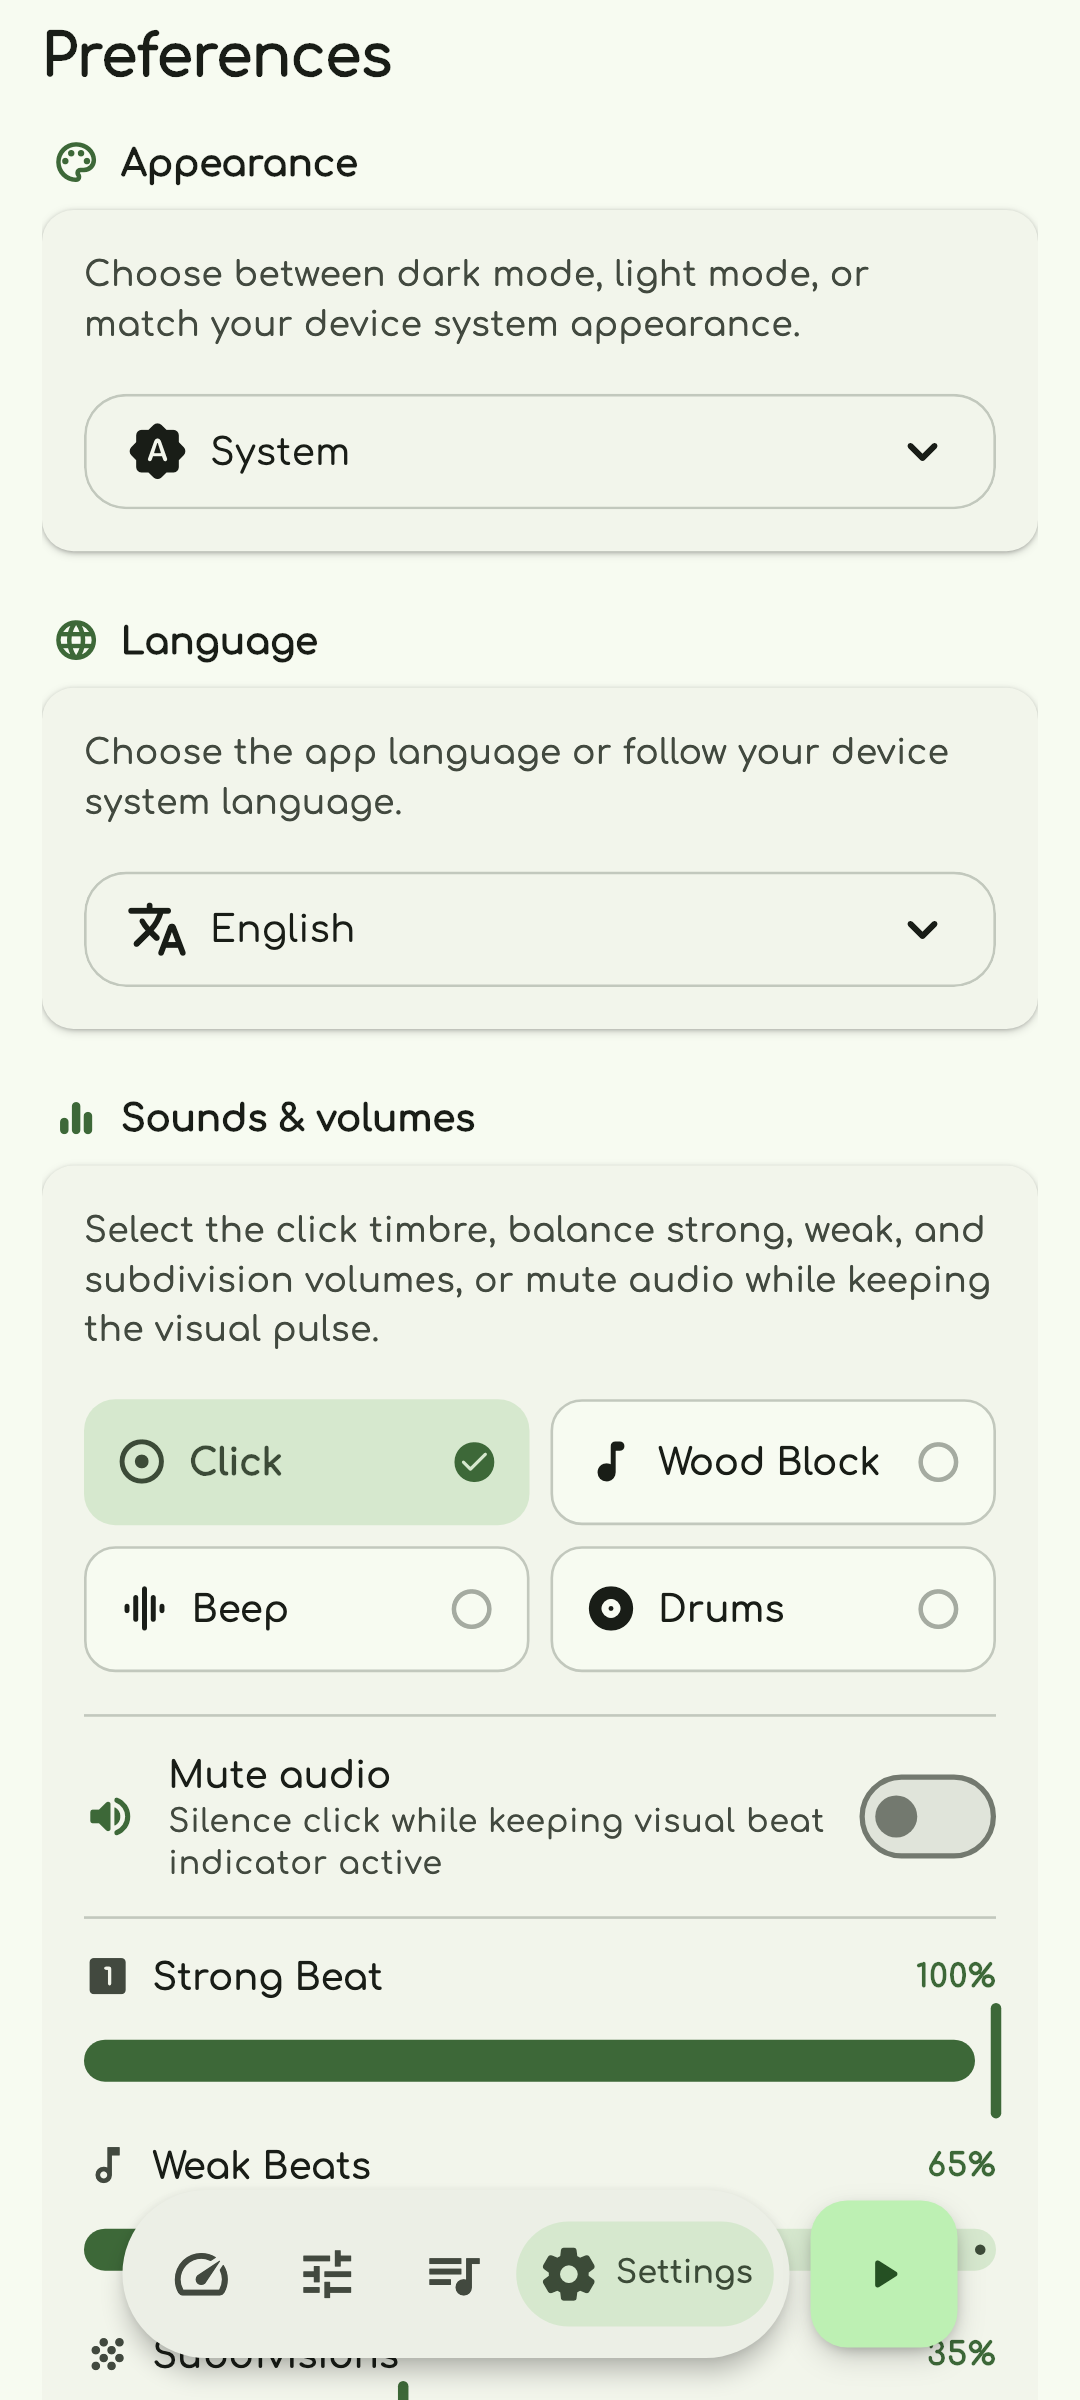 Preferences
Appearance
Choose between dark mode, light mode, or
match your device system appearance.
A
System
Language
Choose the app language or follow your device
system language.
English
Sounds & volumes
Select the click timbre, balance strong, weak, and
subdivision volumes, or mute audio while keeping
the visual pulse.
Click
Wood Block
Beep
Drums
Mute audio
Silence click while keeping visual beat
indicator active
1
Strong Beat
100%
Weak Beats
65%
Settings
Subdivisions
35%